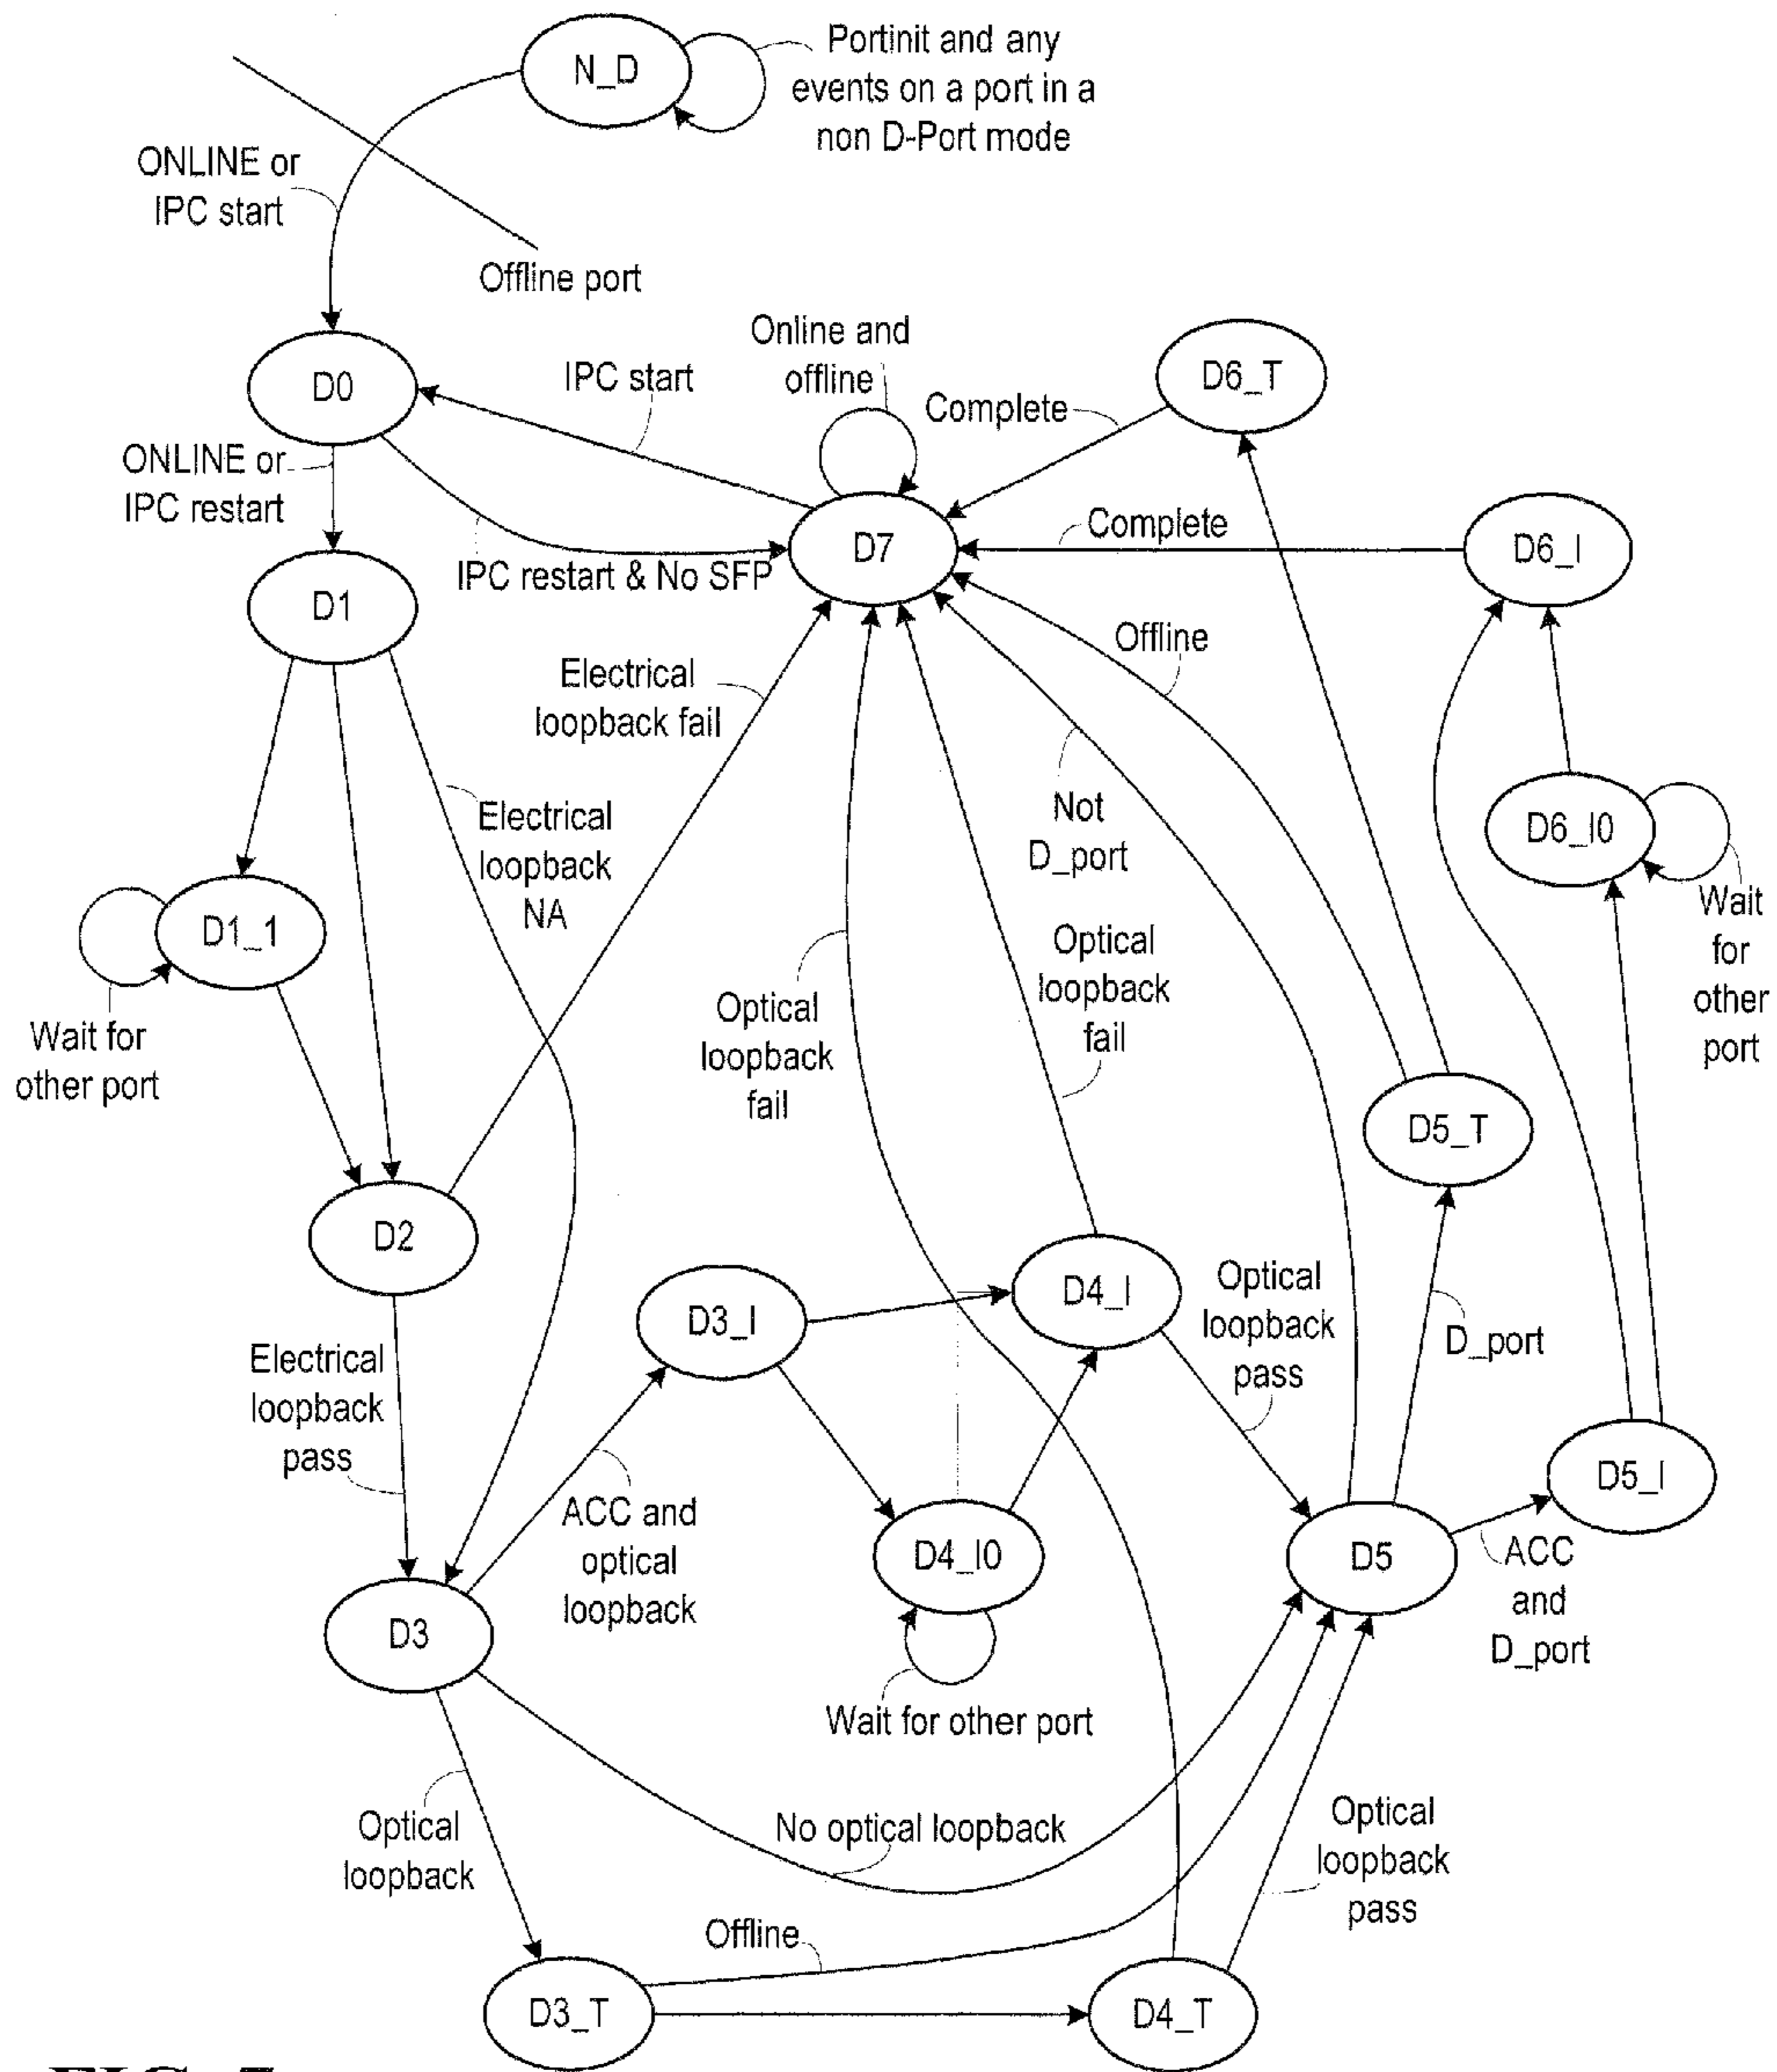 N_D
Portinit and any
events on a port in a
non D-Port mode
ONLINE or
IPC start
Offline port
D0
IPC start
Online and
offline
Complete
D6_T
ONLINE or
IPC restart
IPC restart & No SFP
D7
Complete
D6_I
D1
Offline
Electrical
loopback fail
Electrical
loopback
NA
Not
D_port
D6_I0
Wait
for
other
port
D1_1
Wait for
other port
Optical
loopback
fail
Optical
loopback
fail
D5_T
D2
D3_I
D4_I
Optical
loopback
pass
D_port
Electrical
loopback
pass
ACC and
optical
loopback
D4_I0
D5
D5_I
ACC
and
D_port
D3
Wait for other port
Optical
loopback
No optical loopback
Optical
loopback
pass
Offline
D3_T
D4_T